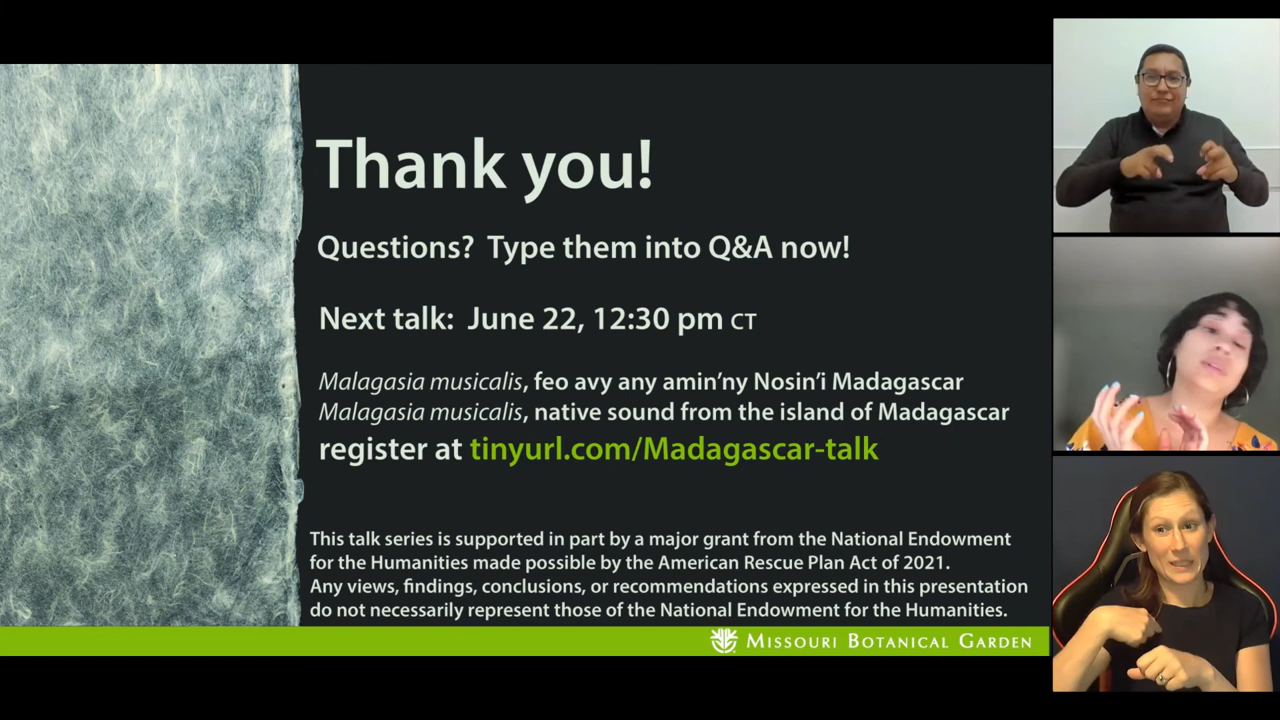 Thank you!
Questions? Type them into Q&A now!
Next talk: June 22, 12:30 pm CT
Malagasia musicalis, feo avy any amin’ny Nosin’i Madagascar
Malagasia musicalis, native sound from the island of Madagascar
register at tinyurl.com/Madagascar-talk
This talk series is supported in part by a major grant from the National Endowment
for the Humanities made possible by the American Rescue Plan Act of 2021.
Any views, findings, conclusions, or recommendations expressed in this presentation
do not necessarily represent those of the National Endowment for the Humanities.
MISSOURI BOTANICAL GARDEN